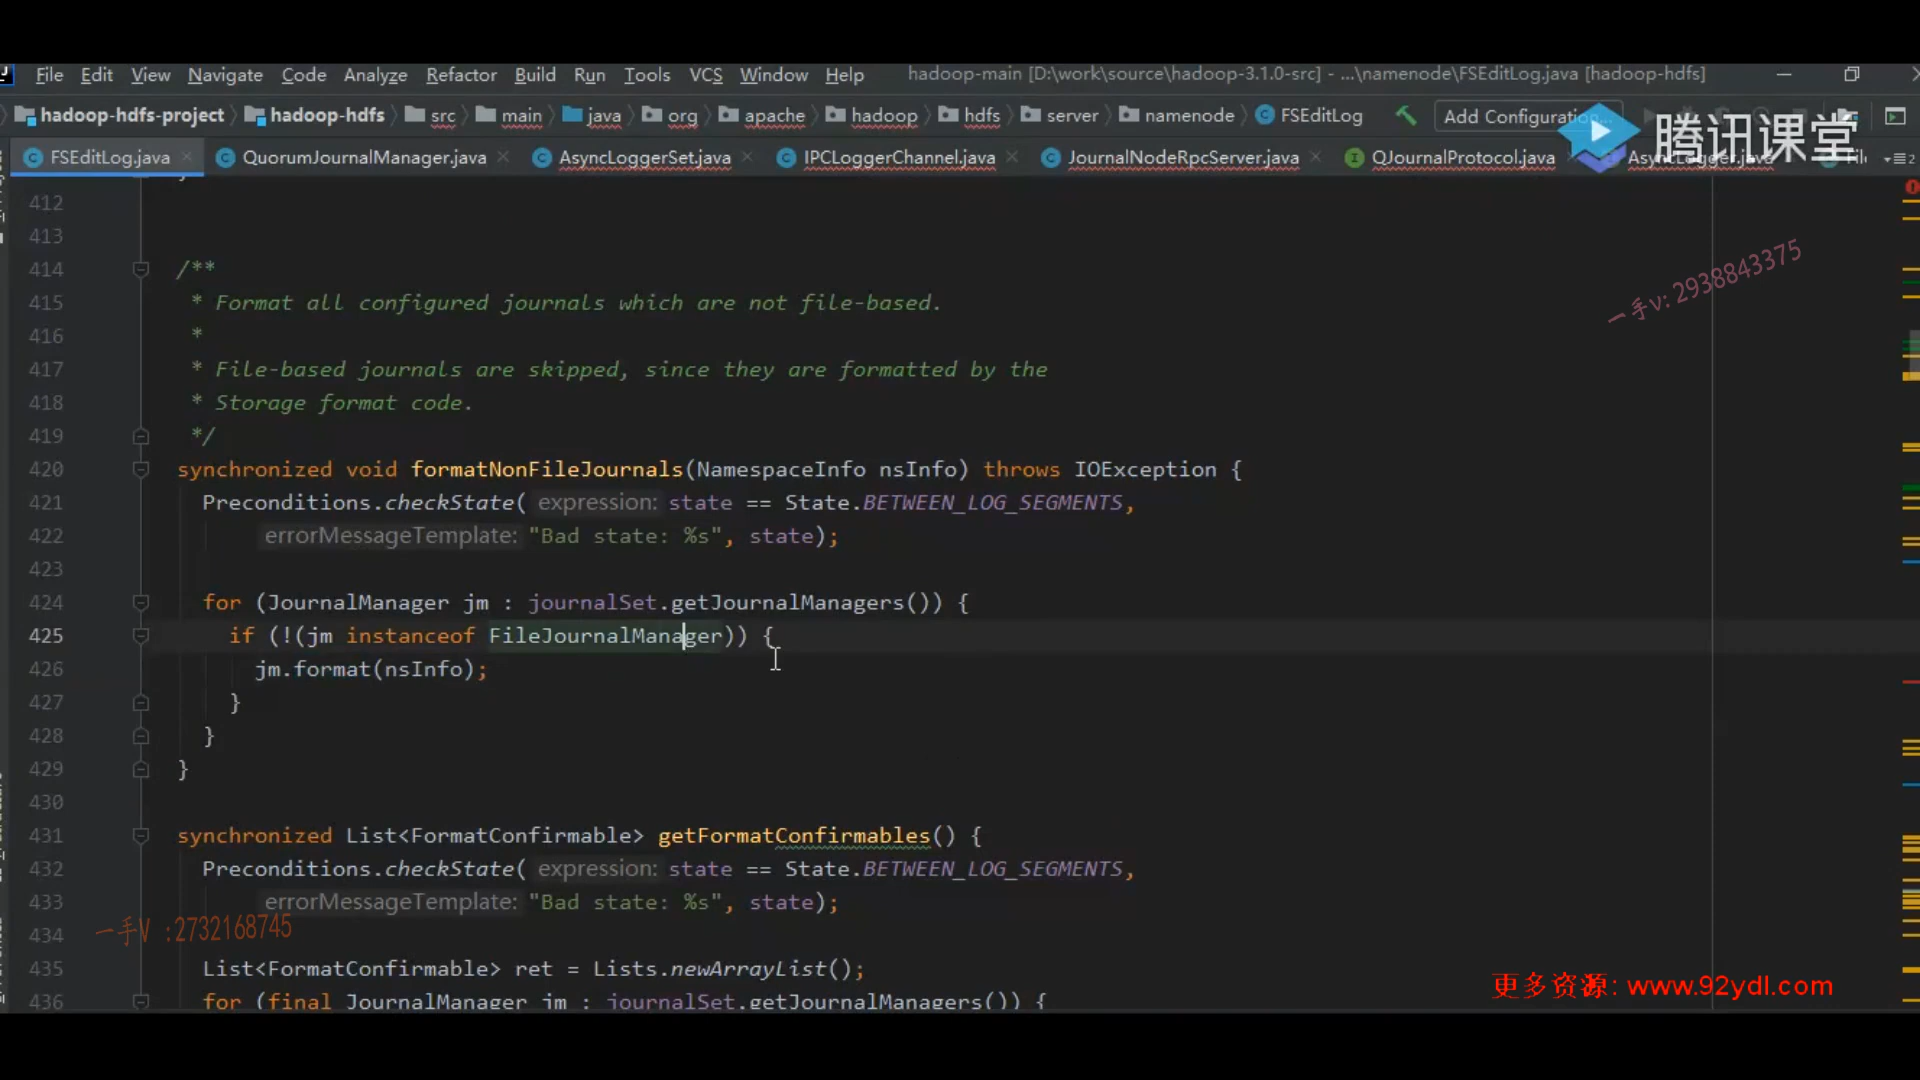 File Edit View Navigate Code Analyze Refactor Build Run Tools VCS Window Help hadoop-main [D:\work\source\hadoop-3.1.0-src] - ...\namenode\FSEditLog.java [hadoop-hdfs]
hadoop-hdfs-project hadoop-hdfs src main java org apache hadoop hdfs server namenode FSEditLog Add Configuration...
腾讯课堂
FSEditLog.java QuorumJournalManager.java AsyncLoggerSet.java IPCLoggerChannel.java JournalNodeRpcServer.java QJournalProtocol.java AsyncLogger.java
412
413
414 /**
415 * Format all configured journals which are not file-based.
416 *
417 * File-based journals are skipped, since they are formatted by the
418 * Storage format code.
419 */
420 synchronized void formatNonFileJournals(NamespaceInfo nsInfo) throws IOException {
421 Preconditions.checkState( expression: state == State.BETWEEN_LOG_SEGMENTS,
422 errorMessageTemplate: "Bad state: %s", state);
423
424 for (JournalManager jm : journalSet.getJournalManagers()) {
425 if (!(jm instanceof FileJournalManager)) {
426 jm.format(nsInfo);
427 }
428 }
429 }
430
431 synchronized List<FormatConfirmable> getFormatConfirmables() {
432 Preconditions.checkState( expression: state == State.BETWEEN_LOG_SEGMENTS,
433 errorMessageTemplate: "Bad state: %s", state);
434
435 List<FormatConfirmable> ret = Lists.newArrayList();
436 for (final JournalManager jm : journalSet.getJournalManagers()) {
一手v:2938843375
一手V :2732168745
更多资源: www.92ydl.com